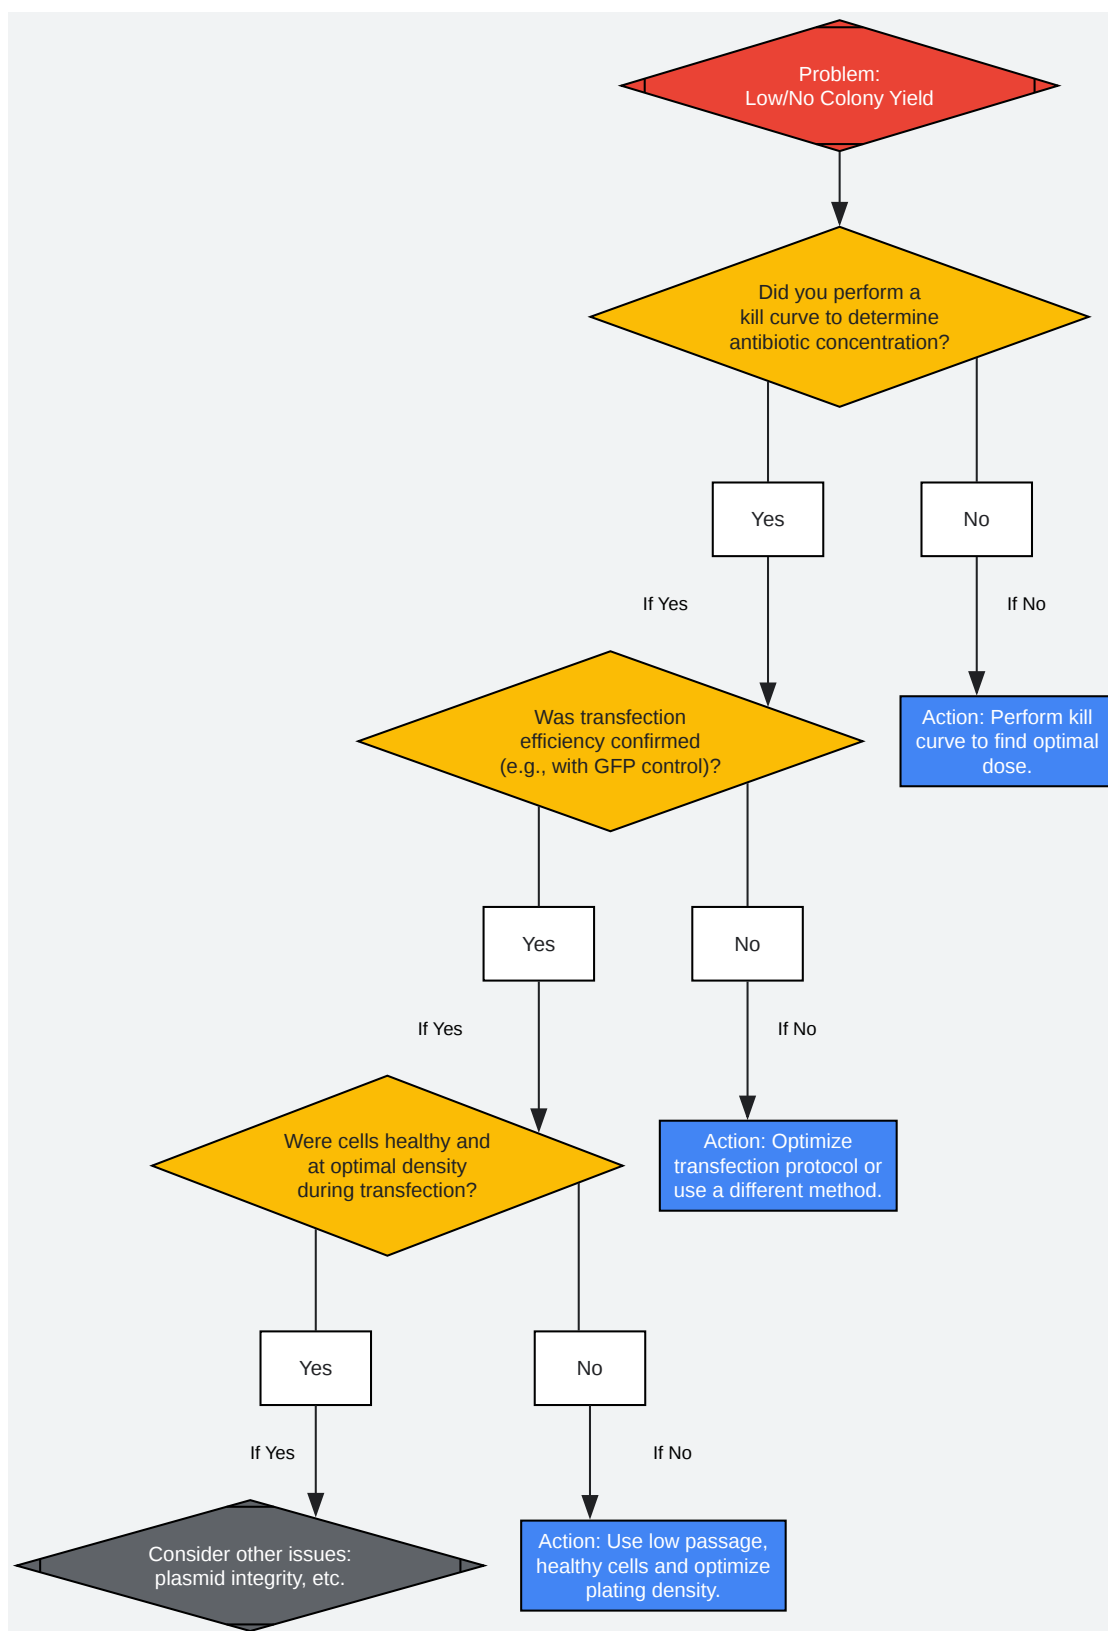 Problem:
Low/No Colony Yield
Did you perform a
kill curve to determine
antibiotic concentration?
Yes
No
If Yes
If No
Was transfection
efficiency confirmed
(e.g., with GFP control)?
Action: Perform kill
curve to find optimal
dose.
Yes
No
If Yes
If No
Were cells healthy and
at optimal density
during transfection?
Action: Optimize
transfection protocol or
use a different method.
Yes
No
If Yes
If No
Consider other issues:
plasmid integrity, etc.
Action: Use low passage,
healthy cells and optimize
plating density.